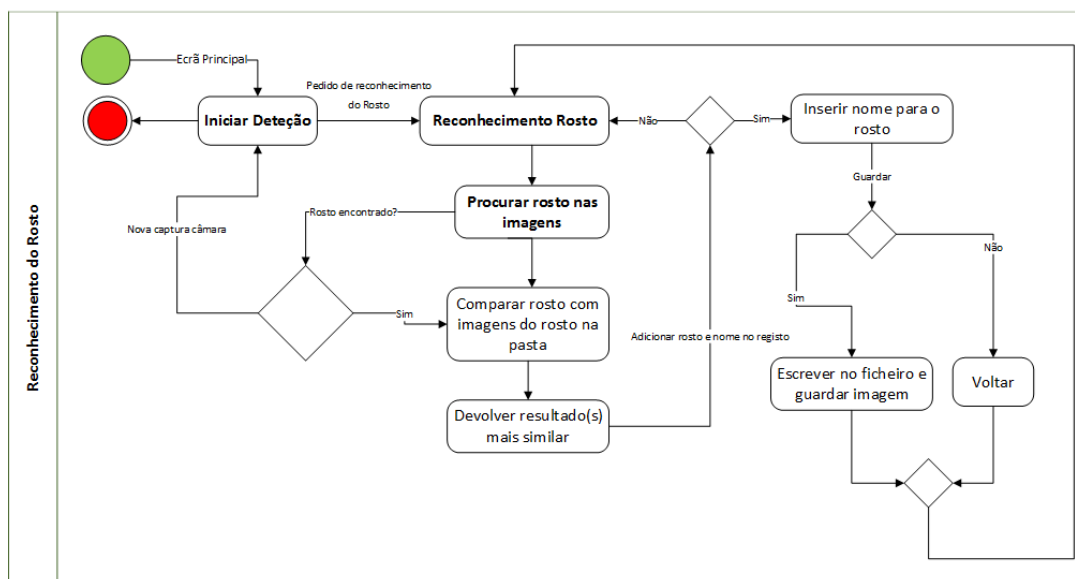 Reconhecimento do Rosto
Ecrã Principal
Iniciar Deteção
Pedido de reconhecimento
do Rosto
Reconhecimento Rosto
Não
Sim
Inserir nome para o
rosto
Guardar
Procurar rosto nas
imagens
Rosto encontrado?
Nova captura câmara
Sim
Comparar rosto com
imagens do rosto na
pasta
Devolver resultado(s)
mais similar
Adicionar rosto e nome no registo
Sim
Não
Escrever no ficheiro e
guardar imagem
Voltar